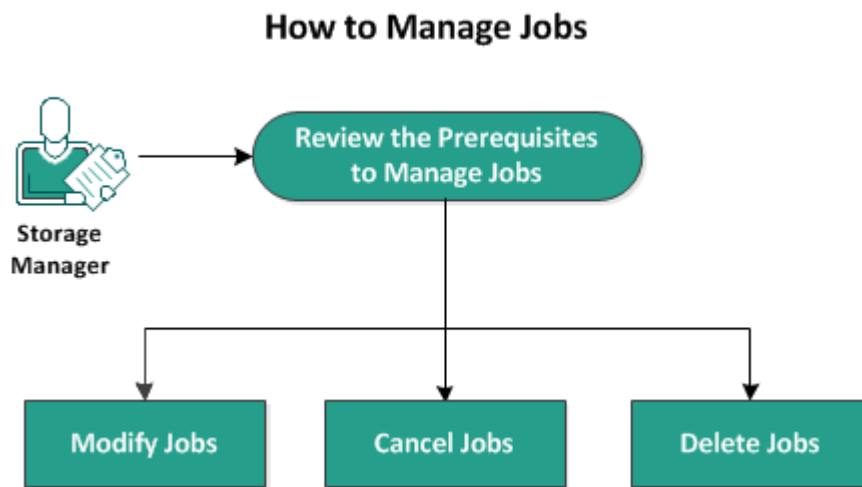 How to Manage Jobs
Review the Prerequisites
to Manage Jobs
Storage
Manager
Modify Jobs
Cancel Jobs
Delete Jobs